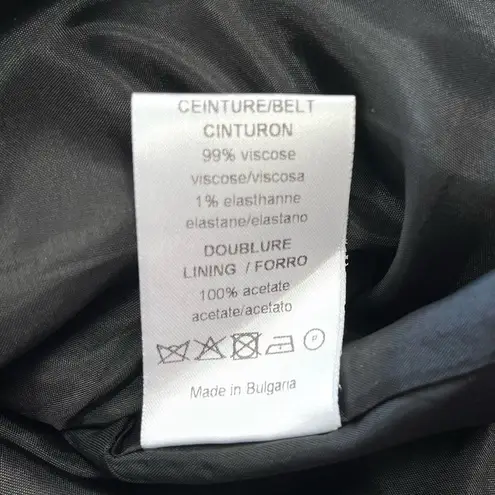 CEINTURE/BELT
CINTURON
99% viscose
viscose/viscosa
1% elasthanne
elastane/elastano
DOUBLURE
LINING / FORRO
100% acetate
acetate/acetato
P
Made in Bulgaria